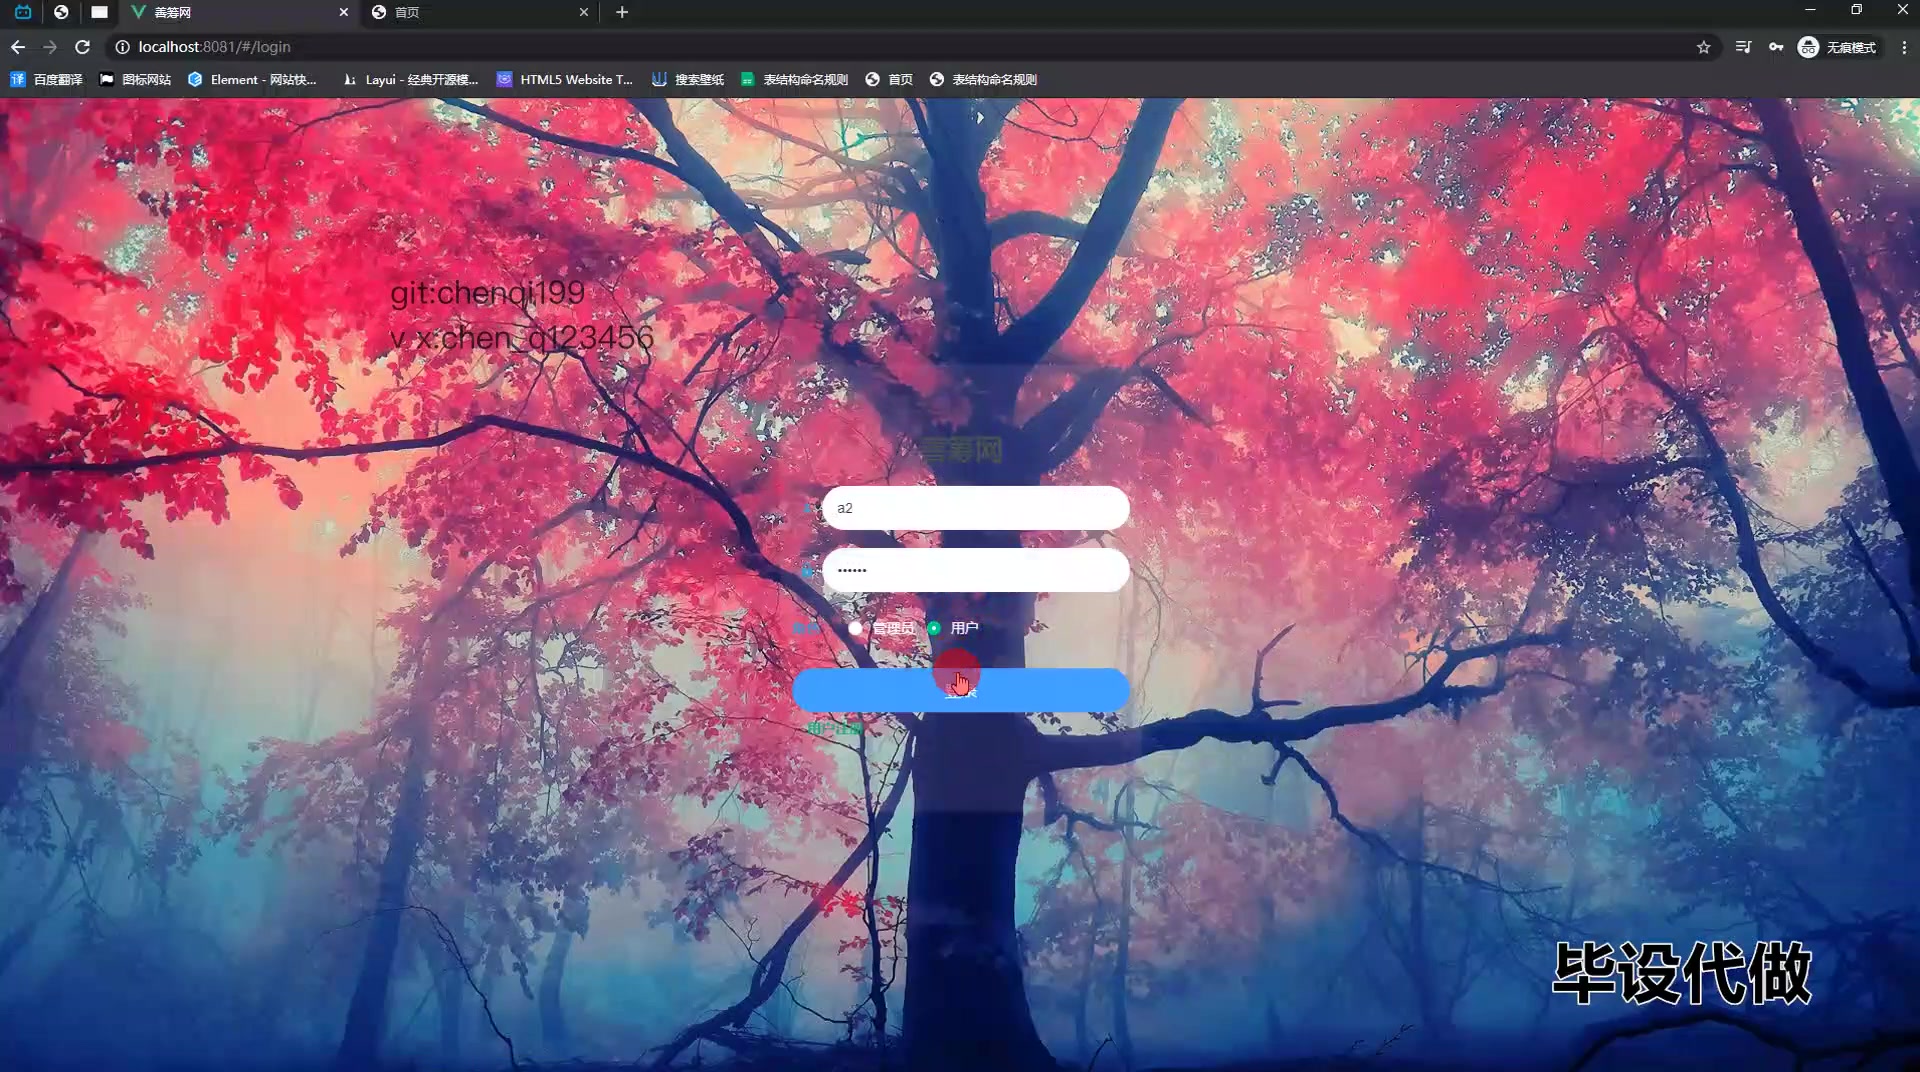 善筹网
首页
localhost:8081/#/login
无痕模式
百度翻译
图标网站
Element - 网站快...
Layui - 经典开源模...
HTML5 Website T...
搜索壁纸
表结构命名规则
首页
表结构命名规则
git:chenqi199
v x:chen_q123456
善筹网
a2
••••••
管理员
用户
用户注册
毕设代做